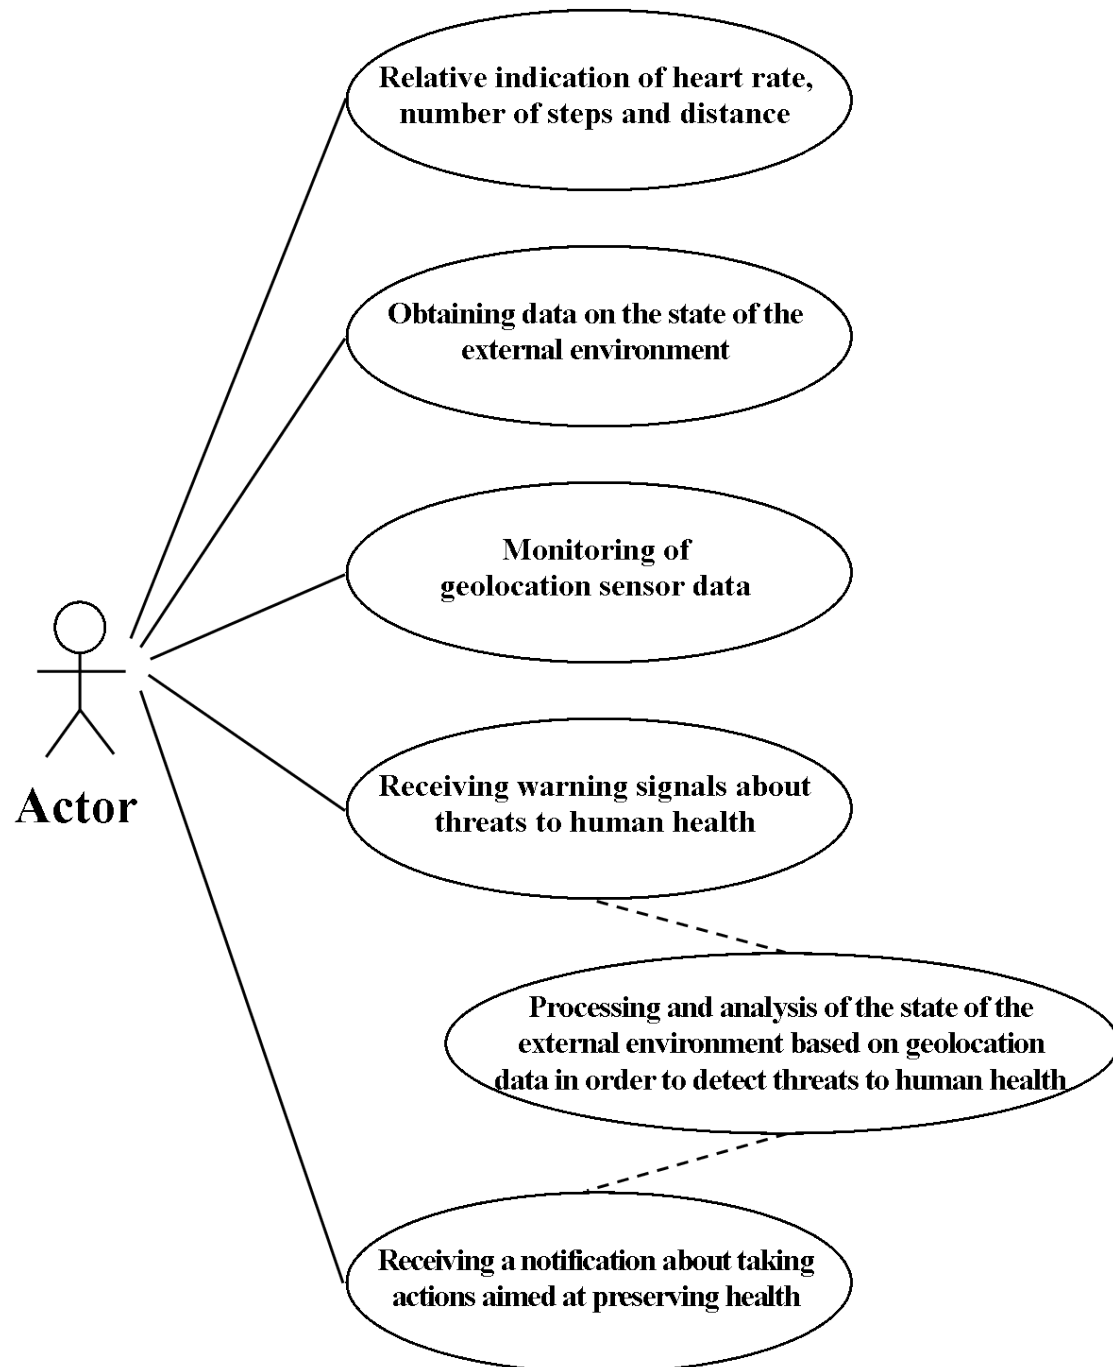 Relative indication of heart rate,
number of steps and distance
Obtaining data on the state of the
external environment
Monitoring of
geolocation sensor data
Actor
Receiving warning signals about
threats to human health
Processing and analysis of the state of the
external environment based on geolocation
data in order to detect threats to human health
Receiving a notification about taking
actions aimed at preserving health